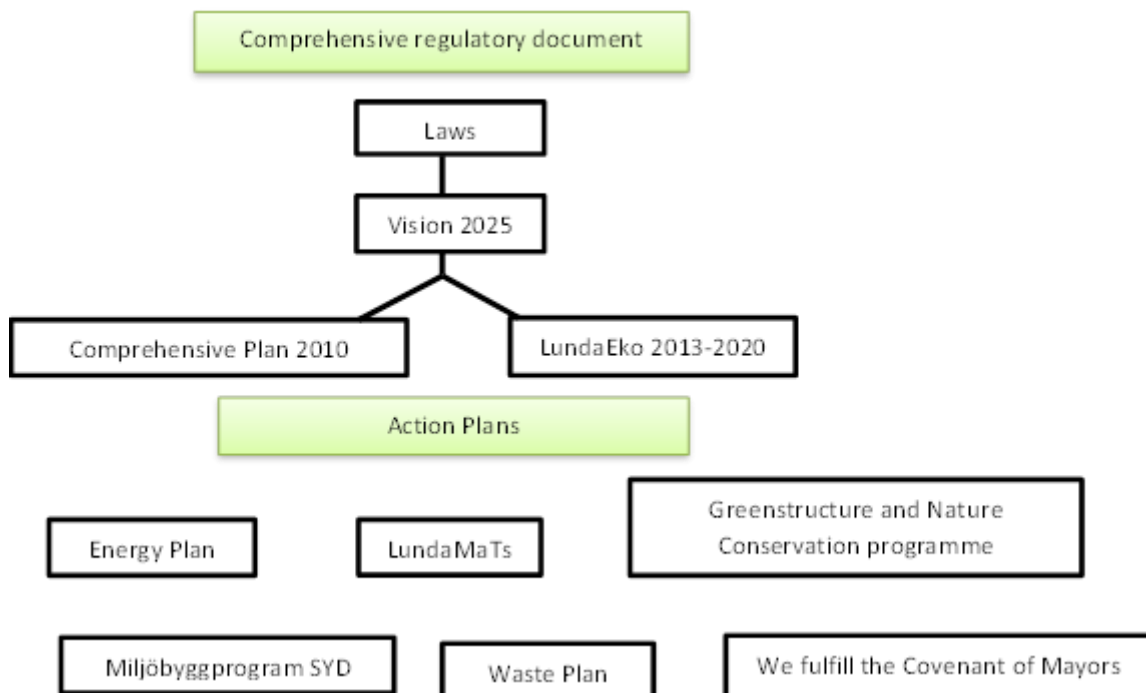 Comprehensive regulatory document
Laws
Vision 2025
Comprehensive Plan 2010
LundaEko 2013-2020
Action Plans
Energy Plan
LundaMaTs
Greenstructure and Nature
Conservation programme
Miljöbyggprogram SYD
Waste Plan
We fulfill the Covenant of Mayors